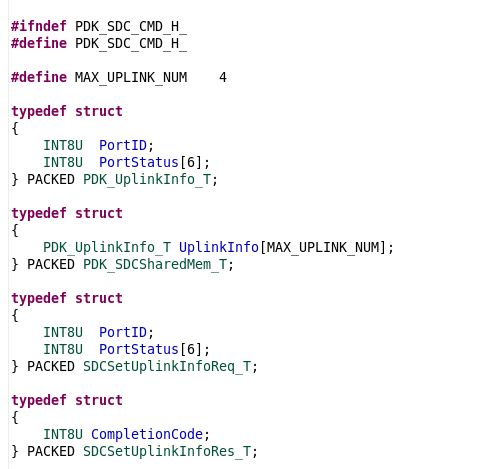 #ifndef PDK_SDC_CMD_H_
#define PDK_SDC_CMD_H_
#define MAX_UPLINK_NUM    4
typedef struct
{
    INT8U  PortID;
    INT8U  PortStatus[6];
} PACKED PDK_UplinkInfo_T;
typedef struct
{
    PDK_UplinkInfo_T UplinkInfo[MAX_UPLINK_NUM];
} PACKED PDK_SDCSharedMem_T;
typedef struct
{
    INT8U  PortID;
    INT8U  PortStatus[6];
} PACKED SDCSetUplinkInfoReq_T;
typedef struct
{
    INT8U CompletionCode;
} PACKED SDCSetUplinkInfoRes_T;